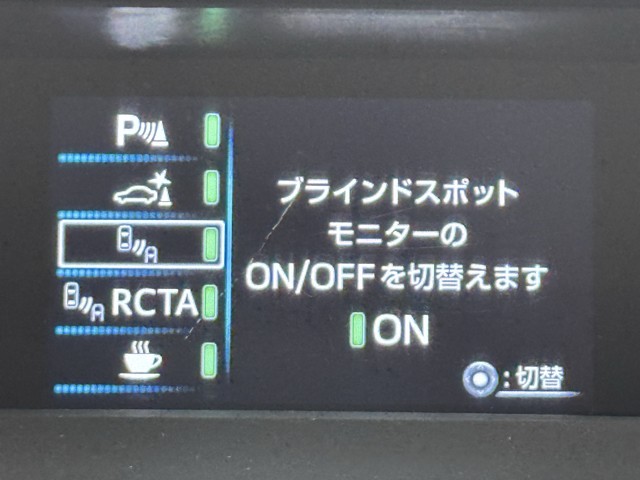 P
RCTA
ブラインドスポット
モニターの
ON/OFFを切替えます
ON
:切替